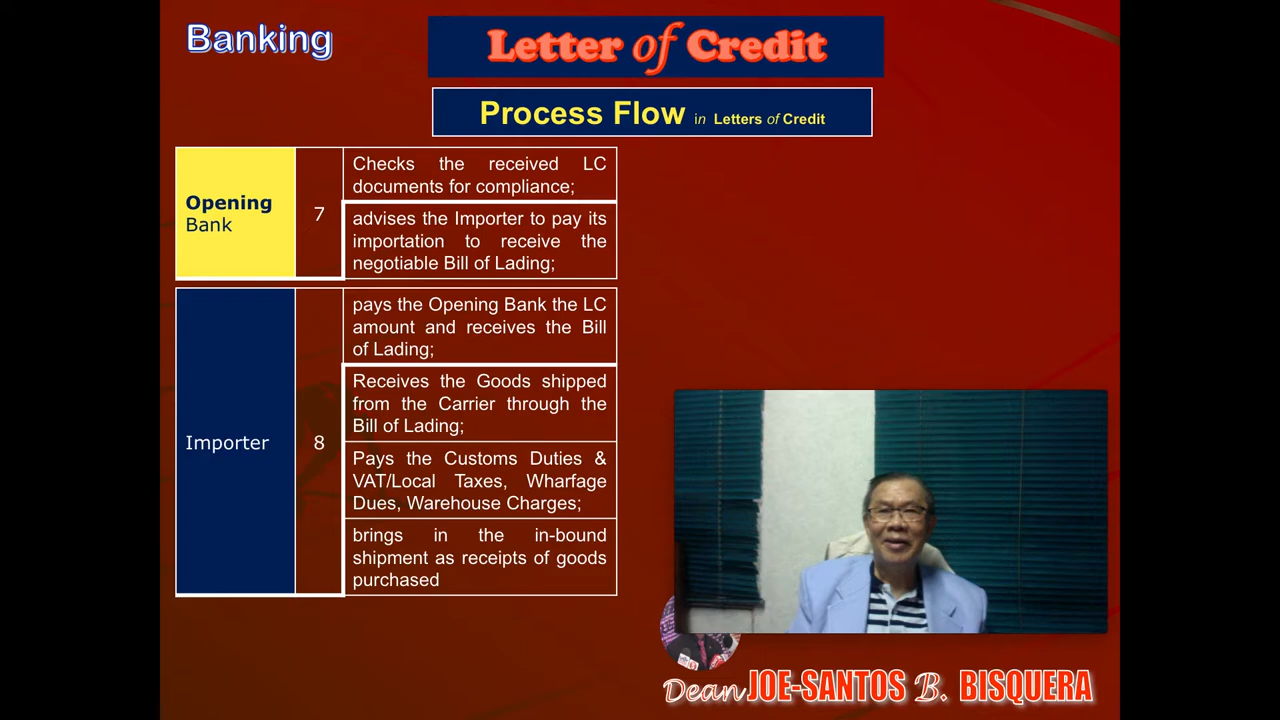 Banking
Letter of Credit
Process Flow in Letters of Credit
Opening
Bank
7
Checks the received LC
documents for compliance;
advises the Importer to pay its
importation to receive the
negotiable Bill of Lading;
Importer
8
pays the Opening Bank the LC
amount and receives the Bill
of Lading;
Receives the Goods shipped
from the Carrier through the
Bill of Lading;
Pays the Customs Duties &
VAT/Local Taxes, Wharfage
Dues, Warehouse Charges;
brings in the in-bound
shipment as receipts of goods
purchased
Dean JOE-SANTOS B. BISQUERA